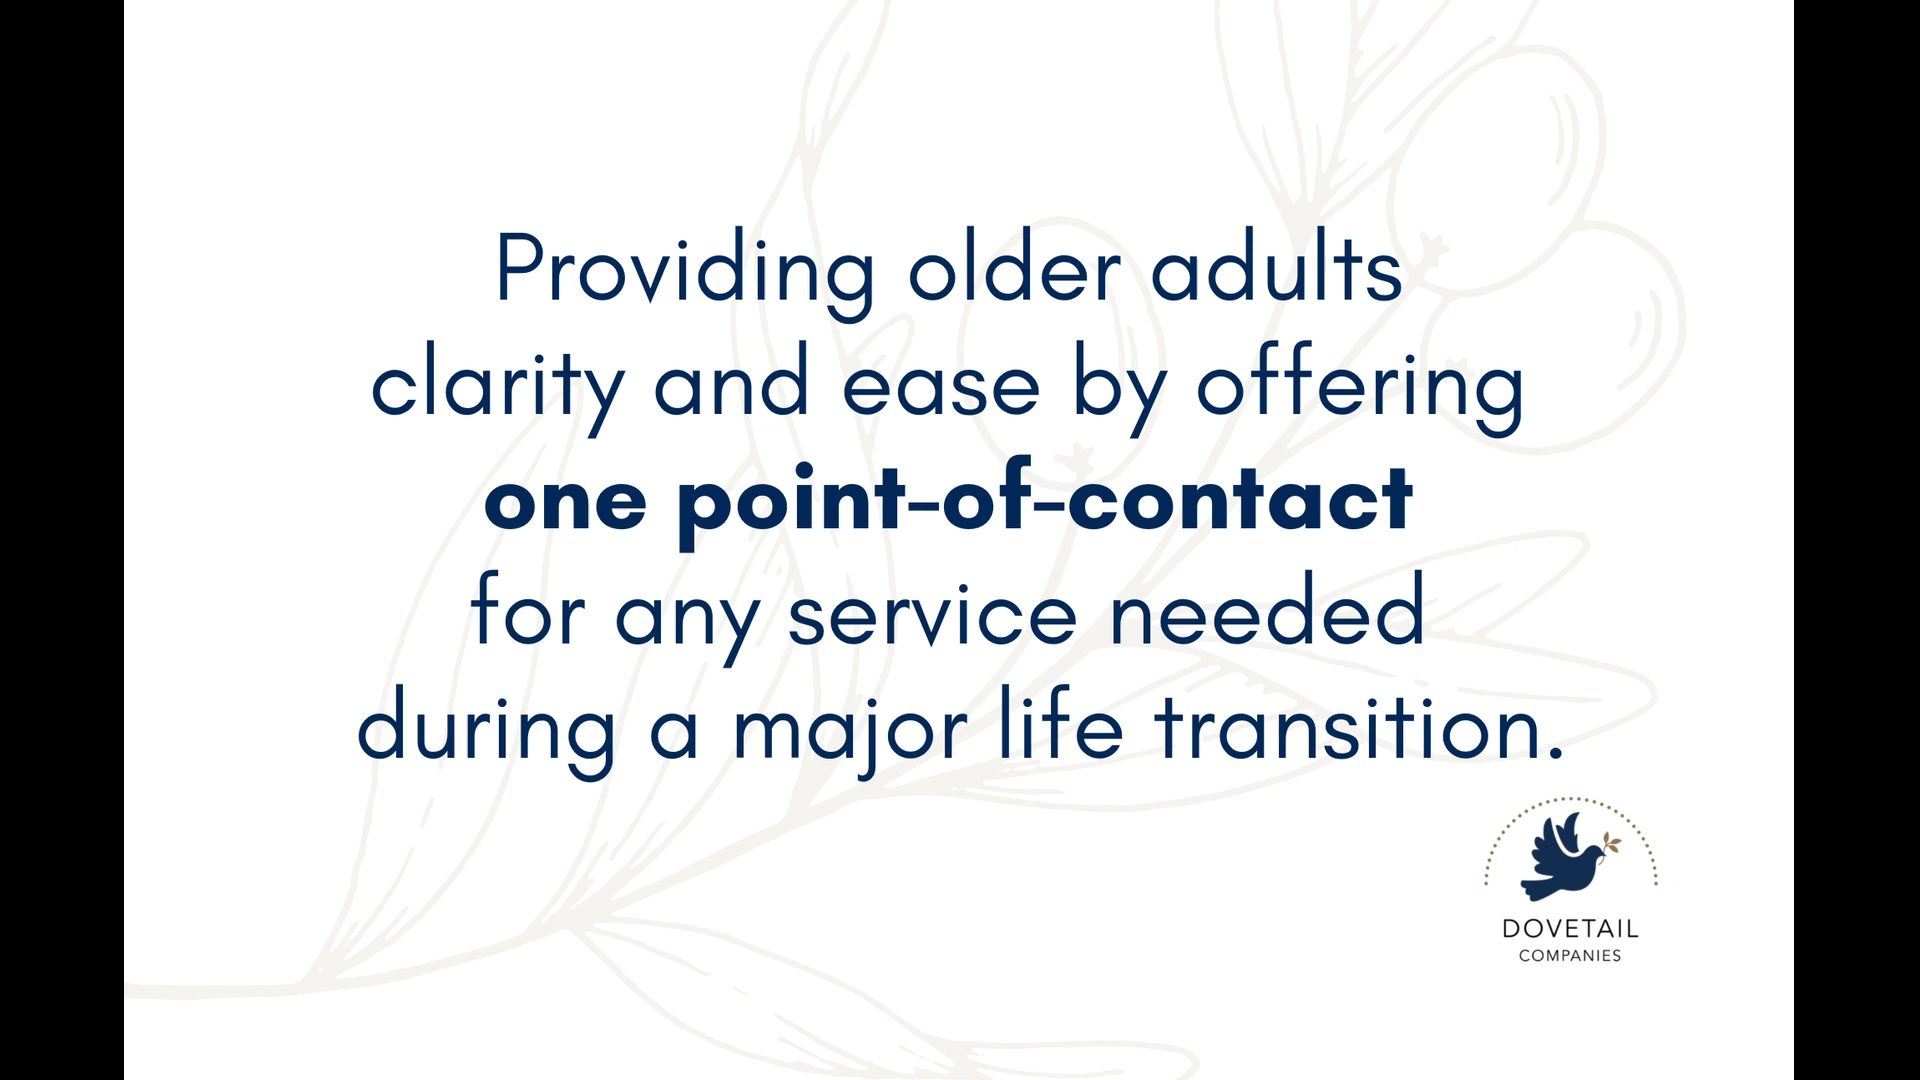 Providing older adults
clarity and ease by offering
one point-of-contact
for any service needed
during a major life transition.
DOVETAIL
COMPANIES